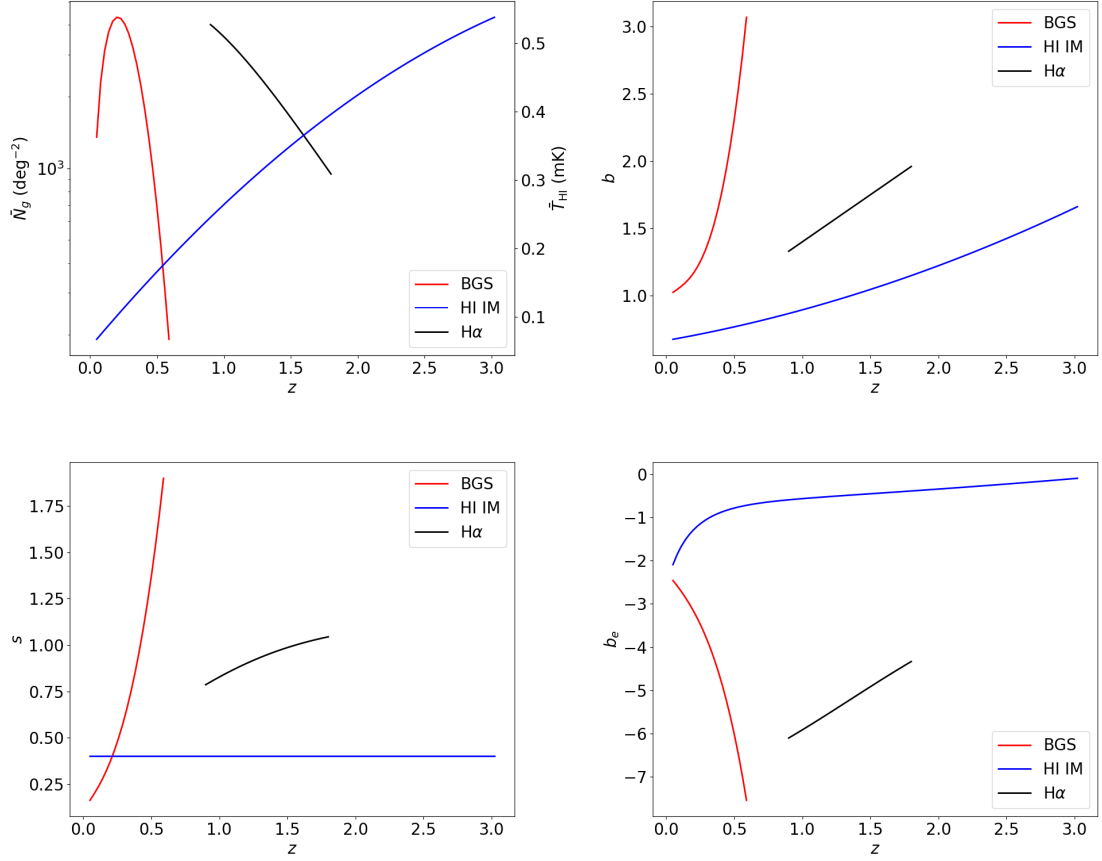 10³
N̄g (deg⁻²)
0.5
0.4
0.3
0.2
0.1
T̄HI (mK)
BGS
HI IM
Hα
0.0 0.5 1.0 1.5 2.0 2.5 3.0
z
3.0
2.5
2.0
1.5
1.0
b
BGS
HI IM
Hα
0.0 0.5 1.0 1.5 2.0 2.5 3.0
z
1.75
1.50
1.25
1.00
0.75
0.50
0.25
s
BGS
HI IM
Hα
0.0 0.5 1.0 1.5 2.0 2.5 3.0
z
0
−1
−2
−3
−4
−5
−6
−7
bₑ
BGS
HI IM
Hα
0.0 0.5 1.0 1.5 2.0 2.5 3.0
z